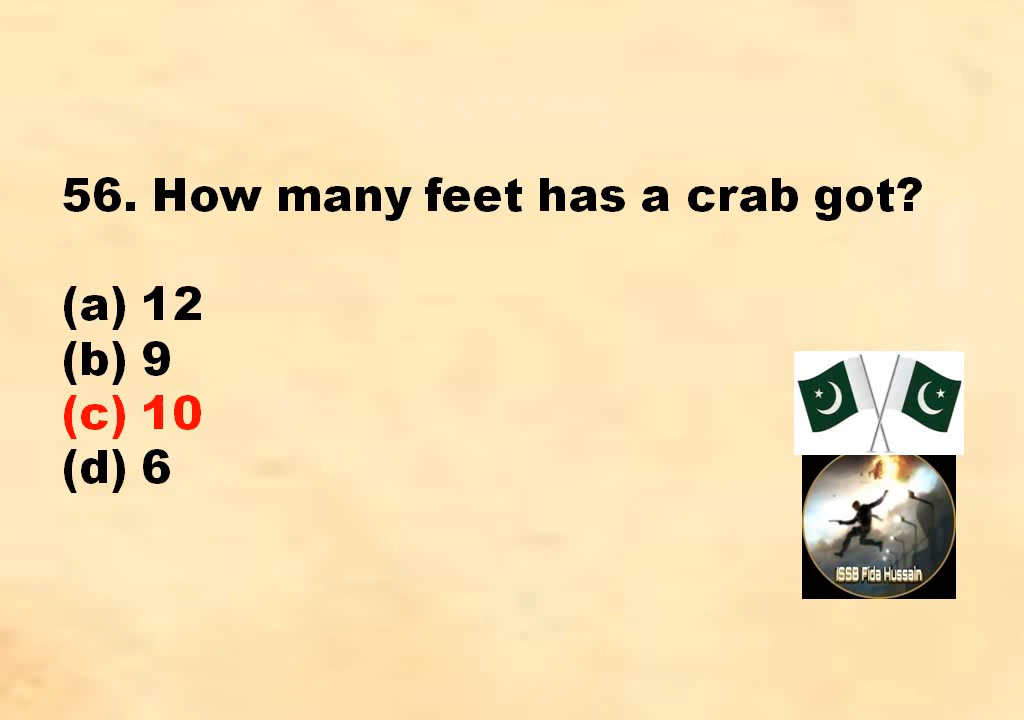 56. How many feet has a crab got?
(a) 12
(b) 9
(c) 10
(d) 6
ISSB Fida Hussain